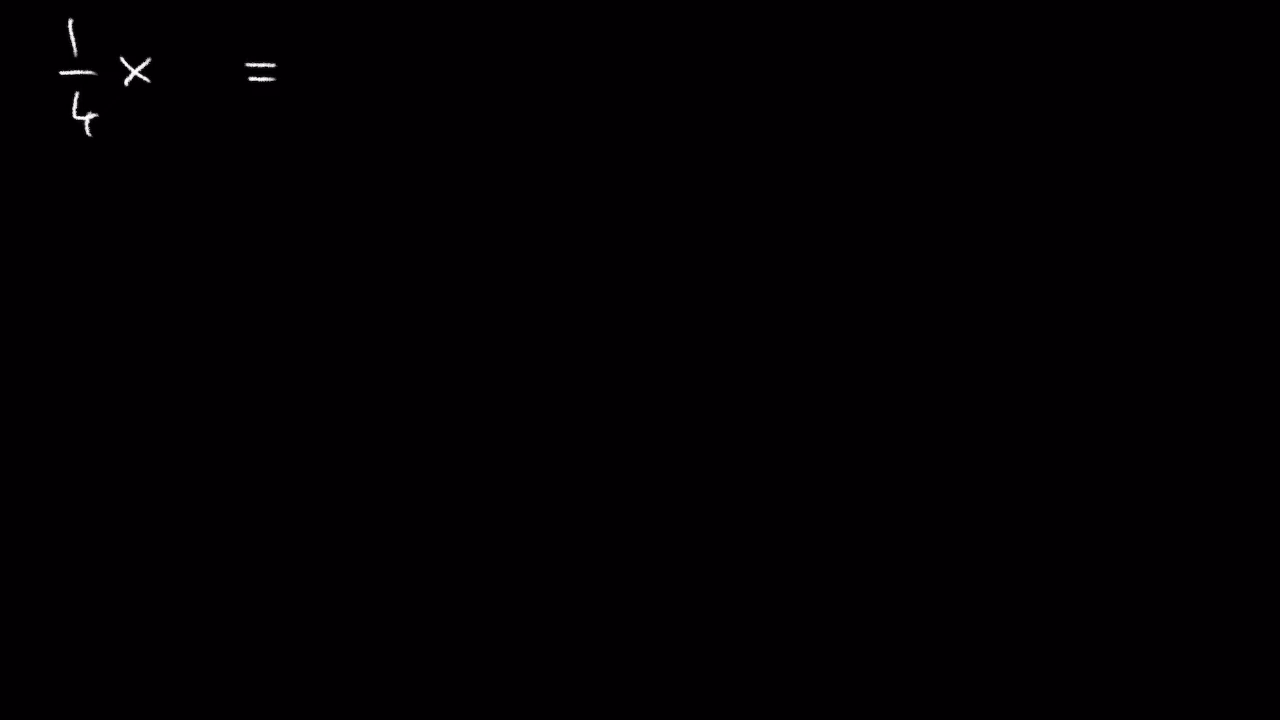 1/4 × =